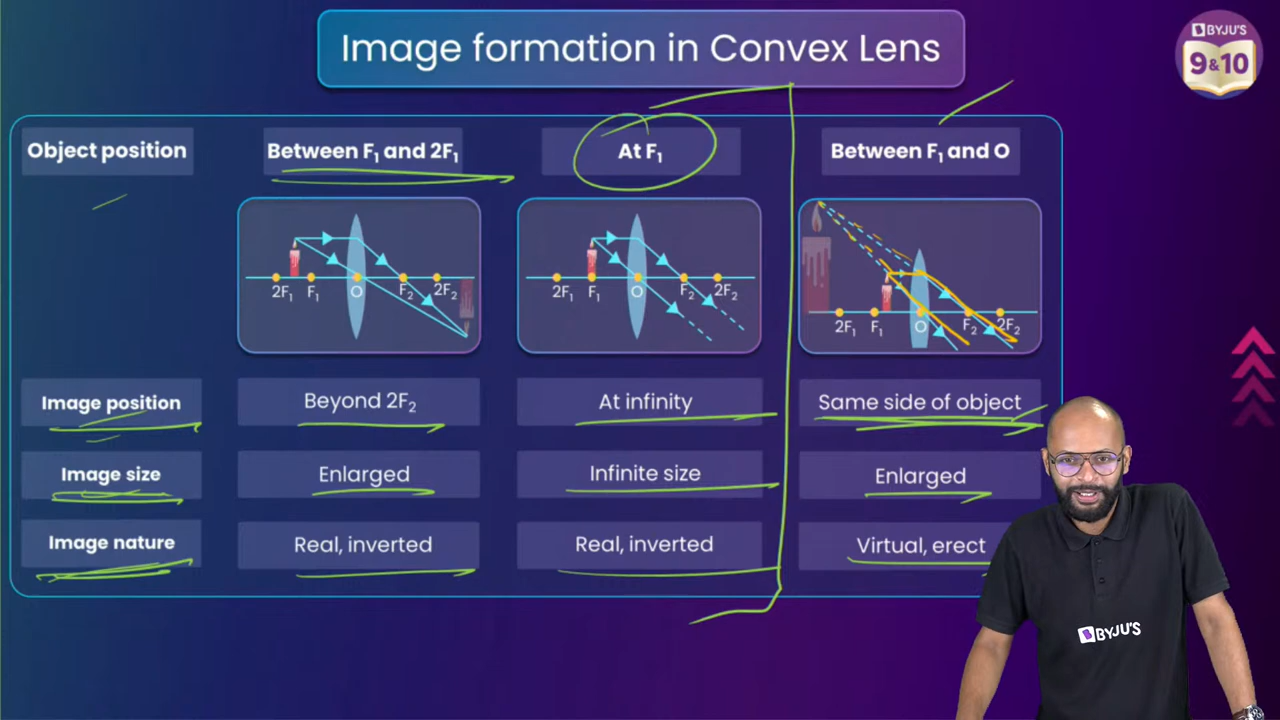 Image formation in Convex Lens
BYJU'S
9&10
Object position
Between F₁ and 2F₁
At F₁
Between F₁ and O
2F₁ F₁ O F₂ 2F₂
2F₁ F₁ O F₂ 2F₂
2F₁ F₁ O F₂ 2F₂
Image position
Beyond 2F₂
At infinity
Same side of object
Image size
Enlarged
Infinite size
Enlarged
Image nature
Real, inverted
Real, inverted
Virtual, erect
BYJU'S